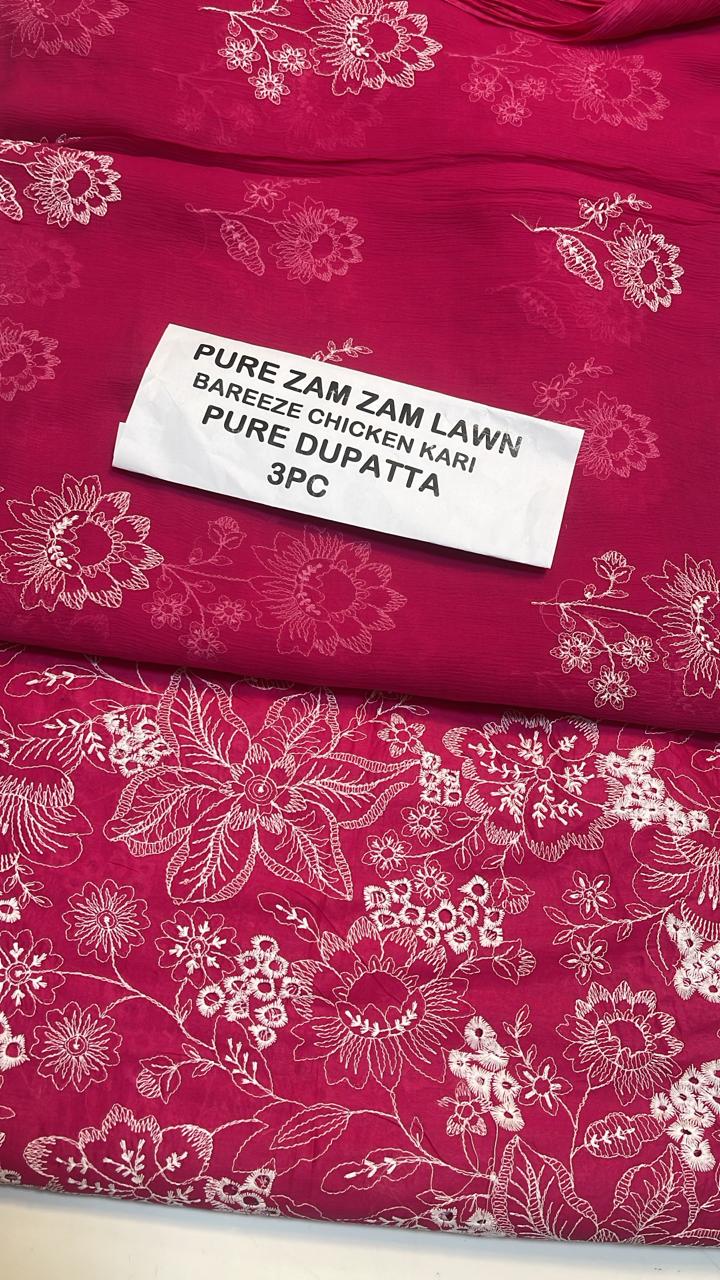 PURE ZAM ZAM LAWN
BAREEZE CHICKEN KARI
PURE DUPATTA
3PC